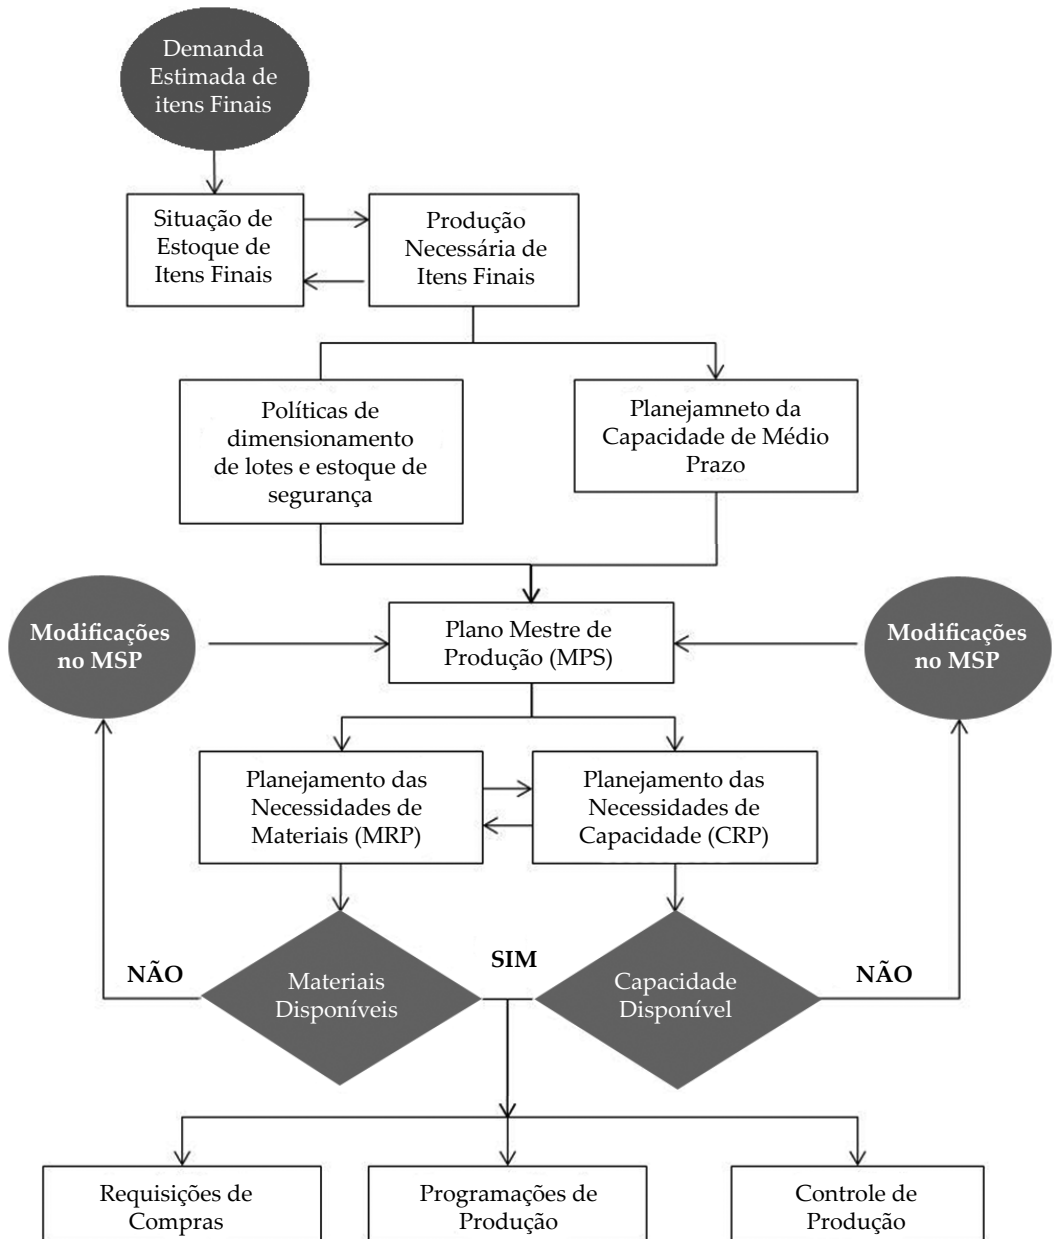 Demanda
Estimada de
itens Finais
Situação de
Estoque de
Itens Finais
Produção
Necessária de
Itens Finais
Políticas de
dimensionamento
de lotes e estoque de
segurança
Planejamneto da
Capacidade de Médio
Prazo
Modificações
no MSP
Plano Mestre de
Produção (MPS)
Modificações
no MSP
Planejamento das
Necessidades de
Materiais (MRP)
Planejamento das
Necessidades de
Capacidade (CRP)
NÃO
Materiais
Disponíveis
SIM
Capacidade
Disponível
NÃO
Requisições de
Compras
Programações de
Produção
Controle de
Produção